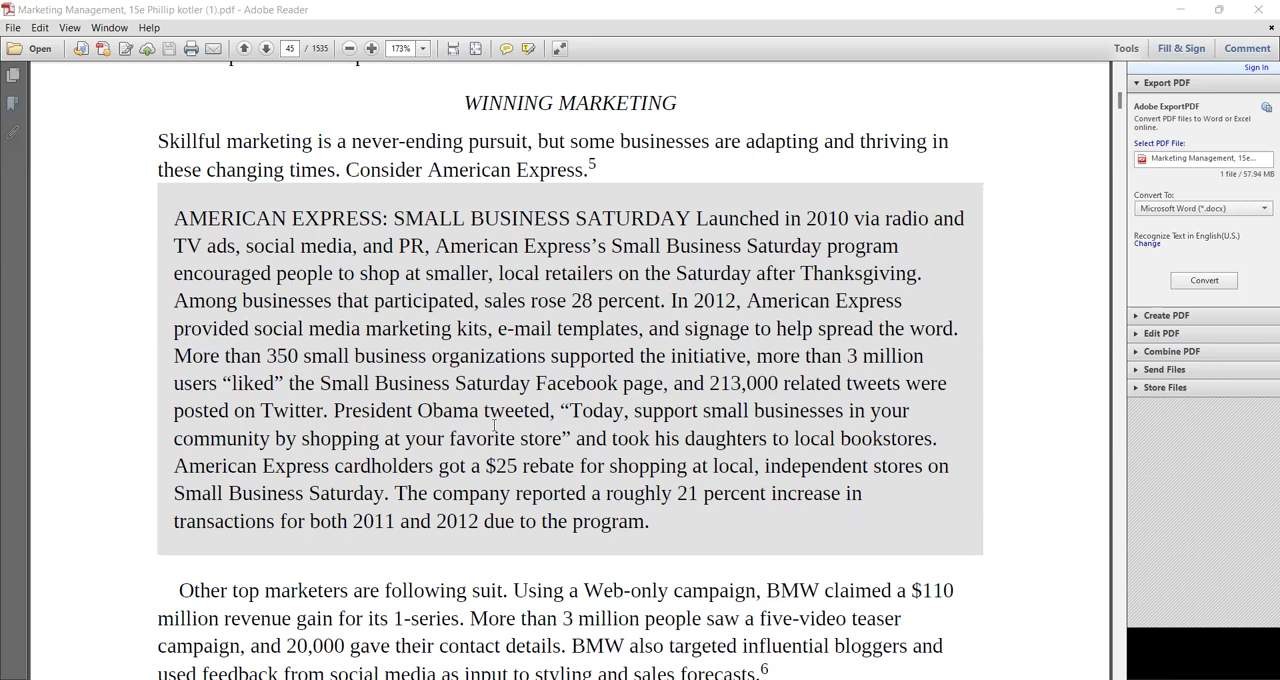 Marketing Management, 15e Phillip kotler (1).pdf - Adobe Reader
File Edit View Window Help
Open 45 / 1535 173% Tools Fill & Sign Comment
Sign In
Export PDF
Adobe ExportPDF
Convert PDF files to Word or Excel
online.
Select PDF File:
Marketing Management, 15e...
1 file / 57.94 MB
Convert To:
Microsoft Word (*.docx)
Recognize Text in English(U.S.)
Change
Convert
Create PDF
Edit PDF
Combine PDF
Send Files
Store Files
WINNING MARKETING
Skillful marketing is a never-ending pursuit, but some businesses are adapting and thriving in
these changing times. Consider American Express.5
AMERICAN EXPRESS: SMALL BUSINESS SATURDAY Launched in 2010 via radio and
TV ads, social media, and PR, American Express’s Small Business Saturday program
encouraged people to shop at smaller, local retailers on the Saturday after Thanksgiving.
Among businesses that participated, sales rose 28 percent. In 2012, American Express
provided social media marketing kits, e-mail templates, and signage to help spread the word.
More than 350 small business organizations supported the initiative, more than 3 million
users “liked” the Small Business Saturday Facebook page, and 213,000 related tweets were
posted on Twitter. President Obama tweeted, “Today, support small businesses in your
community by shopping at your favorite store” and took his daughters to local bookstores.
American Express cardholders got a $25 rebate for shopping at local, independent stores on
Small Business Saturday. The company reported a roughly 21 percent increase in
transactions for both 2011 and 2012 due to the program.
Other top marketers are following suit. Using a Web-only campaign, BMW claimed a $110
million revenue gain for its 1-series. More than 3 million people saw a five-video teaser
campaign, and 20,000 gave their contact details. BMW also targeted influential bloggers and
used feedback from social media as input to styling and sales forecasts.6